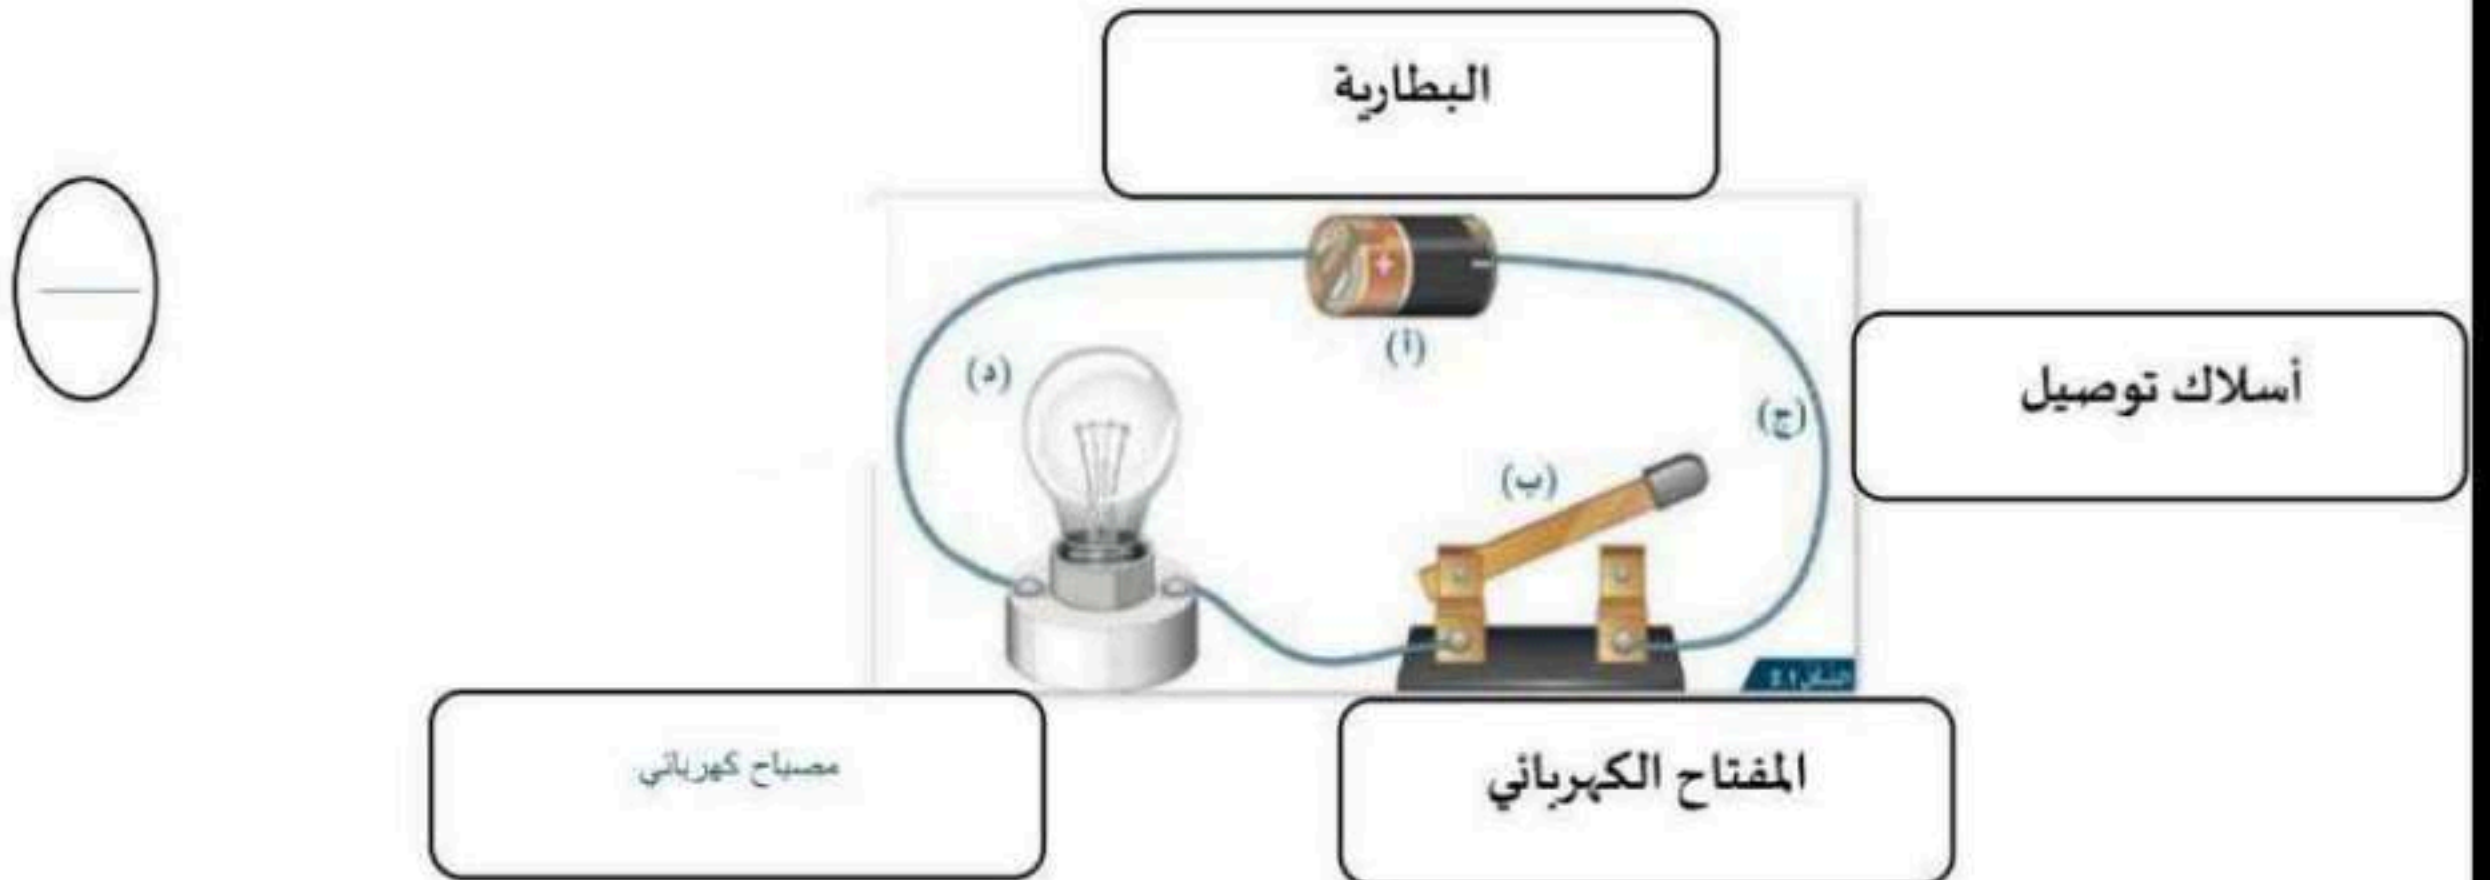 البطارية
+
-
(أ)
(د)
أسلاك توصيل
(ج)
(ب)
مصباح كهربائي
المفتاح الكهربائي